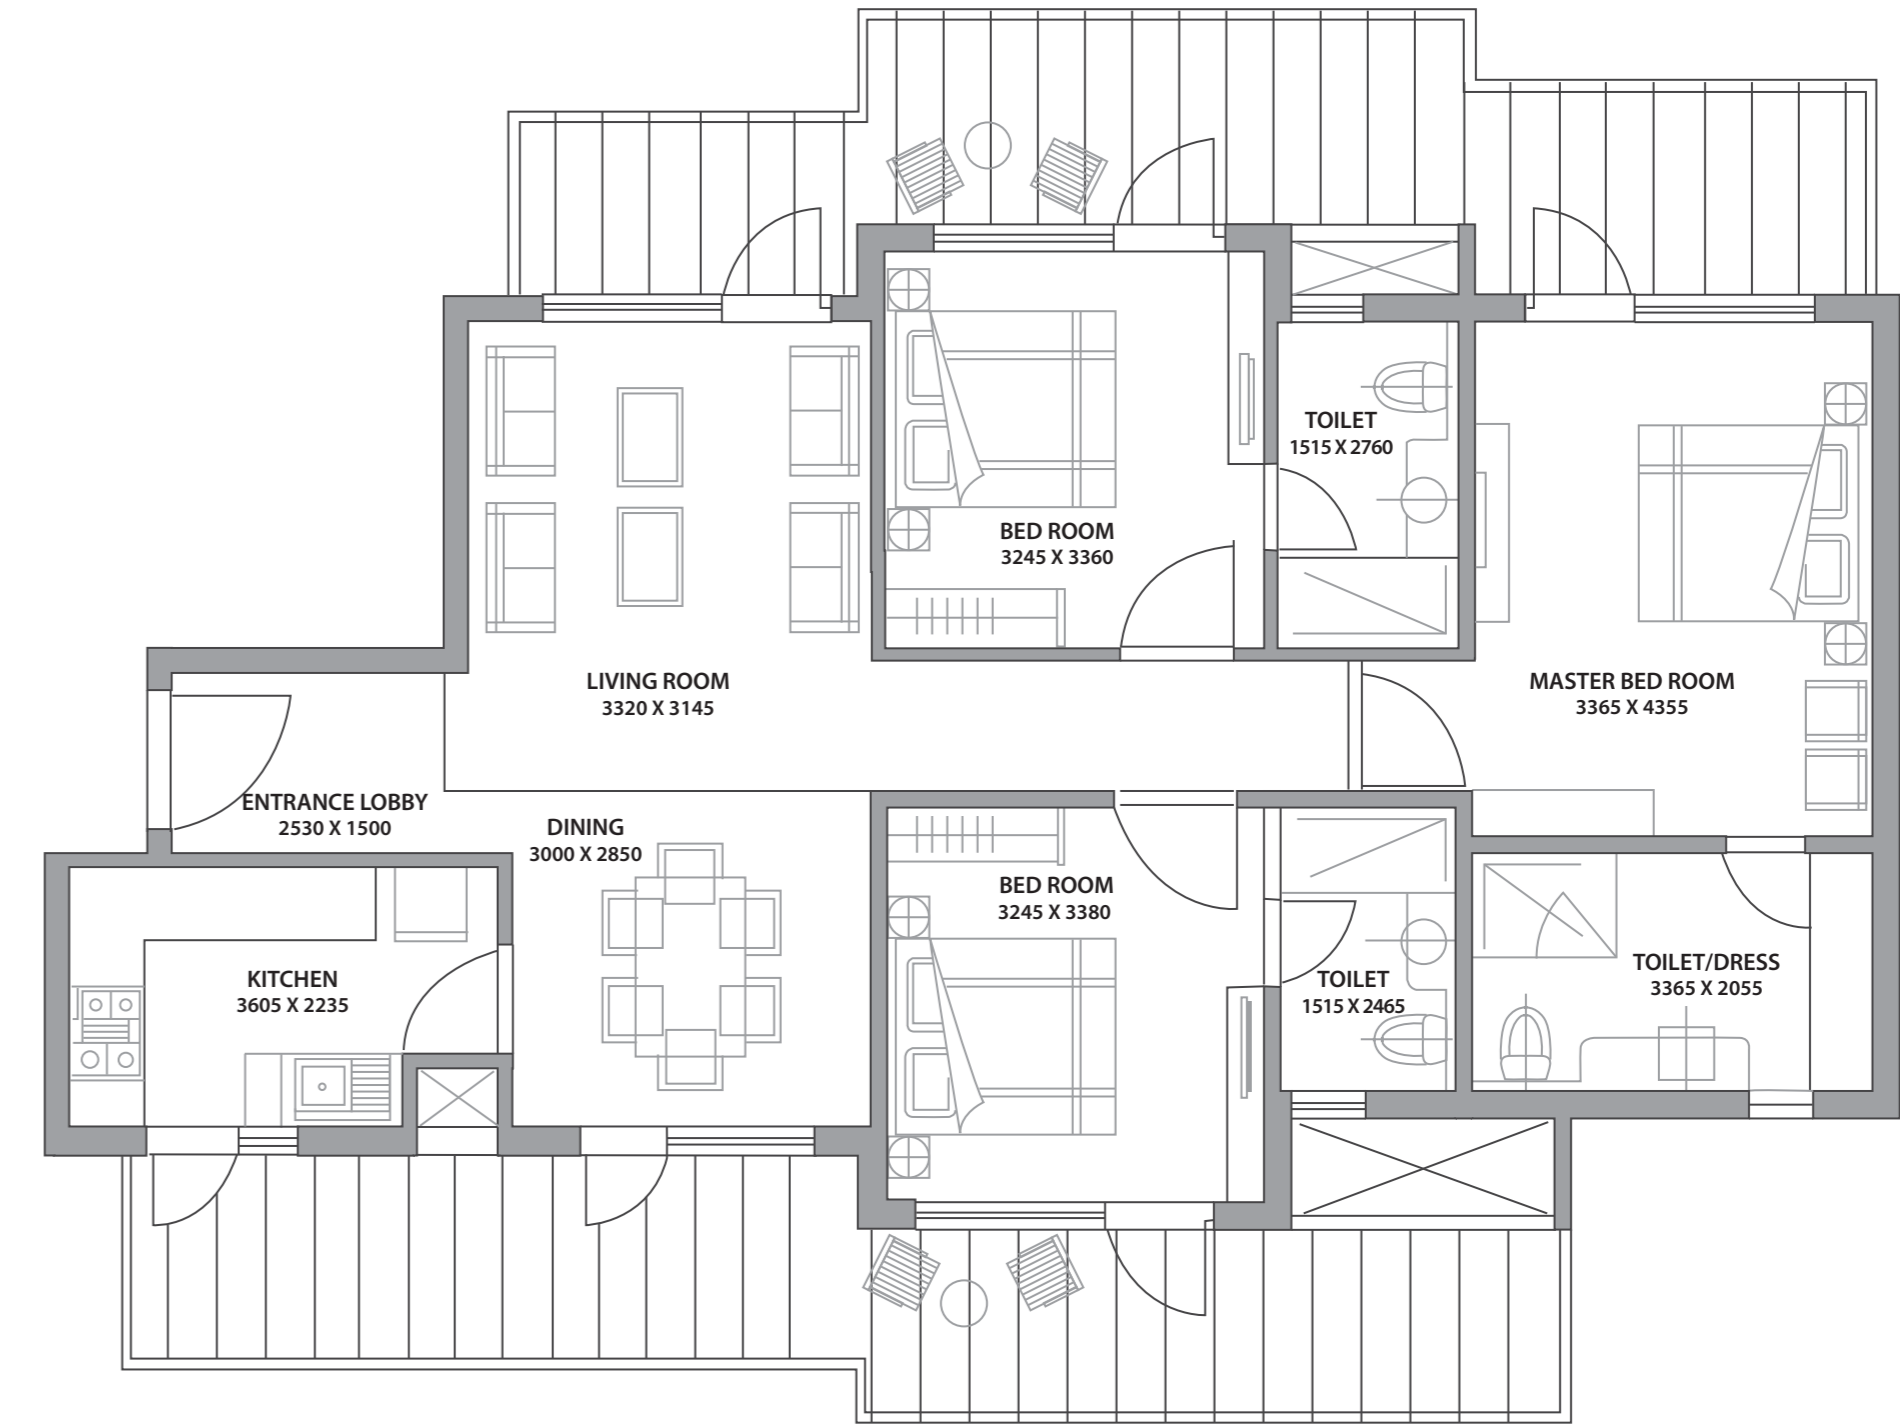 TOILET
1515 X 2760
BED ROOM
3245 X 3360
LIVING ROOM
3320 X 3145
MASTER BED ROOM
3365 X 4355
ENTRANCE LOBBY
2530 X 1500
DINING
3000 X 2850
BED ROOM
3245 X 3380
KITCHEN
3605 X 2235
TOILET
1515 X 2465
TOILET/DRESS
3365 X 2055